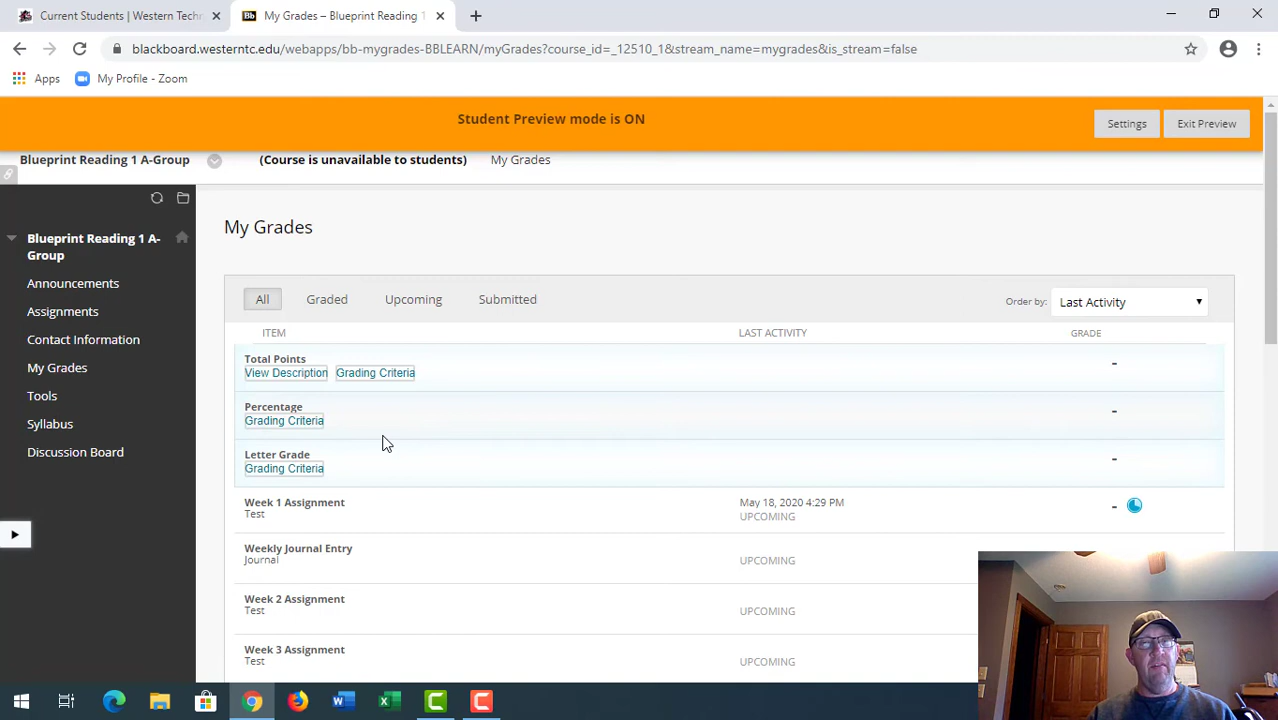 Current Students | Western Techn
My Grades – Blueprint Reading 1
blackboard.westerntc.edu/webapps/bb-mygrades-BBLEARN/myGrades?course_id=_12510_1&stream_name=mygrades&is_stream=false
Apps My Profile - Zoom
Student Preview mode is ON
Settings Exit Preview
Blueprint Reading 1 A-Group (Course is unavailable to students) My Grades
Blueprint Reading 1 A-
Group
Announcements
Assignments
Contact Information
My Grades
Tools
Syllabus
Discussion Board
My Grades
All Graded Upcoming Submitted Order by: Last Activity
ITEM LAST ACTIVITY GRADE
Total Points -
View Description Grading Criteria
Percentage -
Grading Criteria
Letter Grade -
Grading Criteria
Week 1 Assignment May 18, 2020 4:29 PM -
Test UPCOMING
Weekly Journal Entry
Journal UPCOMING
Week 2 Assignment
Test UPCOMING
Week 3 Assignment
Test UPCOMING